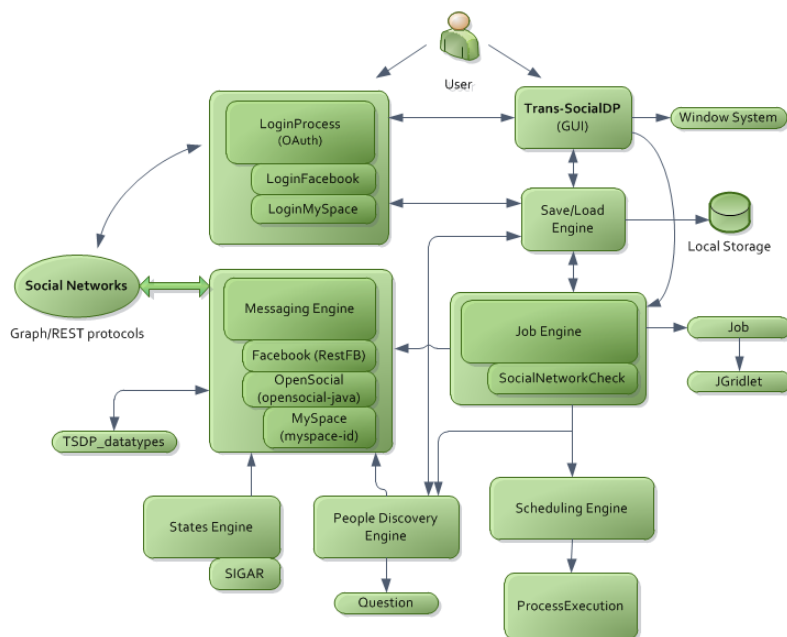 User
LoginProcess
(OAuth)
LoginFacebook
LoginMySpace
Trans-SocialDP
(GUI)
Window System
Save/Load
Engine
Local Storage
Social Networks
Graph/REST protocols
Messaging Engine
Facebook (RestFB)
OpenSocial
(opensocial-java)
MySpace
(myspace-id)
Job Engine
SocialNetworkCheck
Job
JGridlet
TSDP_datatypes
States Engine
SIGAR
People Discovery
Engine
Question
Scheduling Engine
ProcessExecution